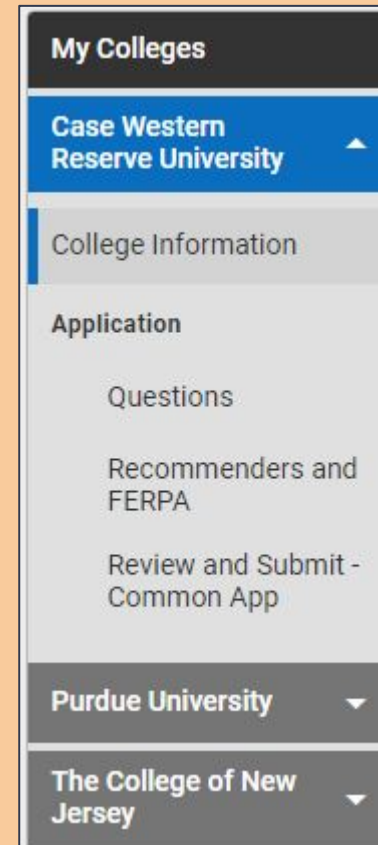 My Colleges
Case Western
Reserve University
College Information
Application
Questions
Recommenders and
FERPA
Review and Submit -
Common App
Purdue University
The College of New
Jersey